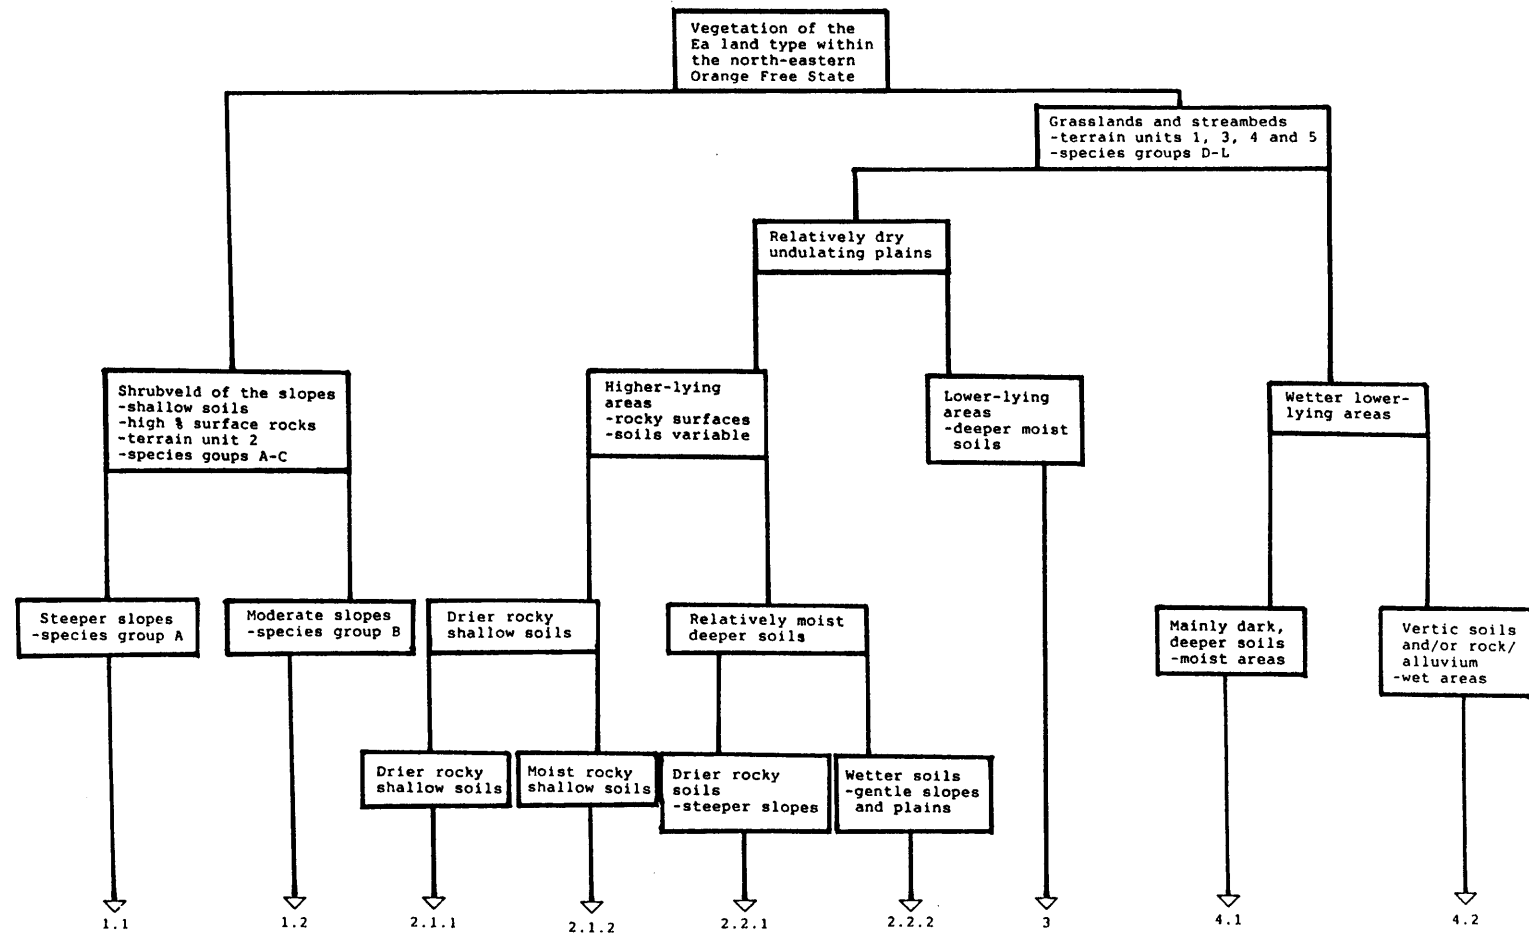 Vegetation of the
Ea land type within
the north-eastern
Orange Free State
Grasslands and streambeds
-terrain units 1, 3, 4 and 5
-species groups D-L
Relatively dry
undulating plains
Shrubveld of the slopes
-shallow soils
-high % surface rocks
-terrain unit 2
-species goups A-C
Higher-lying
areas
-rocky surfaces
-soils variable
Lower-lying
areas
-deeper moist
soils
Wetter lower-
lying areas
Steeper slopes
-species group A
Moderate slopes
-species group B
Drier rocky
shallow soils
Relatively moist
deeper soils
Mainly dark,
deeper soils
-moist areas
Vertic soils
and/or rock/
alluvium
-wet areas
Drier rocky
shallow soils
Moist rocky
shallow soils
Drier rocky
soils
-steeper slopes
Wetter soils
-gentle slopes
and plains
1.1
1.2
2.1.1
2.1.2
2.2.1
2.2.2
3
4.1
4.2